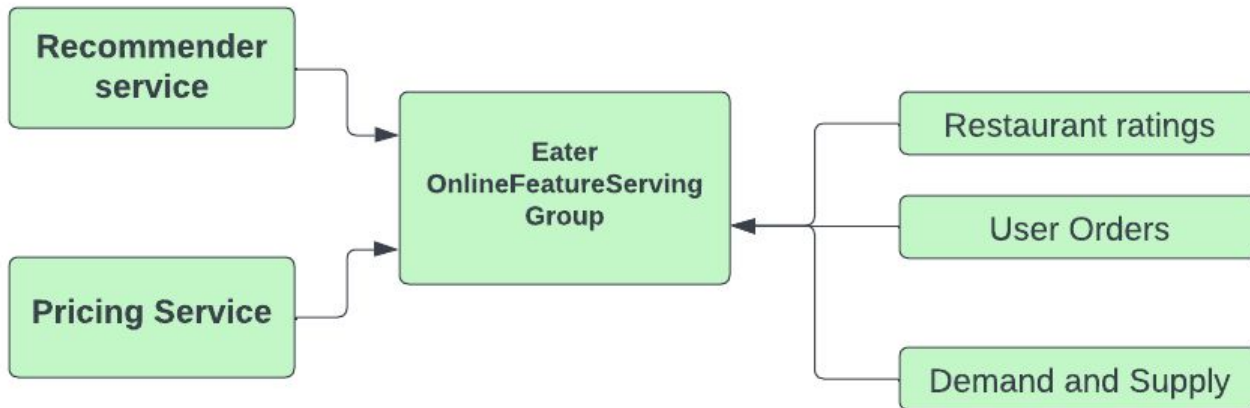 Recommender
service
Pricing Service
Eater
OnlineFeatureServing
Group
Restaurant ratings
User Orders
Demand and Supply